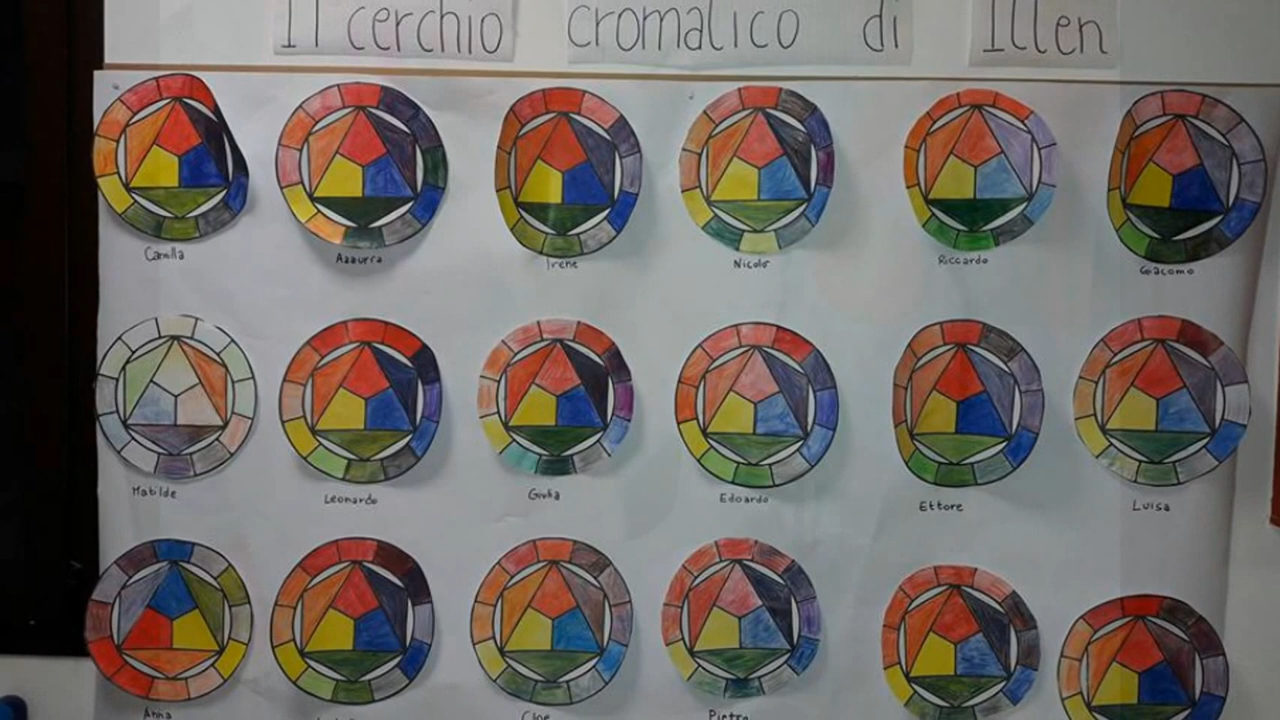 Il cerchio cromatico di Itten
Camilla Azzurra Irene Nicolò Riccardo Giacomo
Matilde Leonardo Giulia Edoardo Ettore Luisa
Anna Cloe Pietro